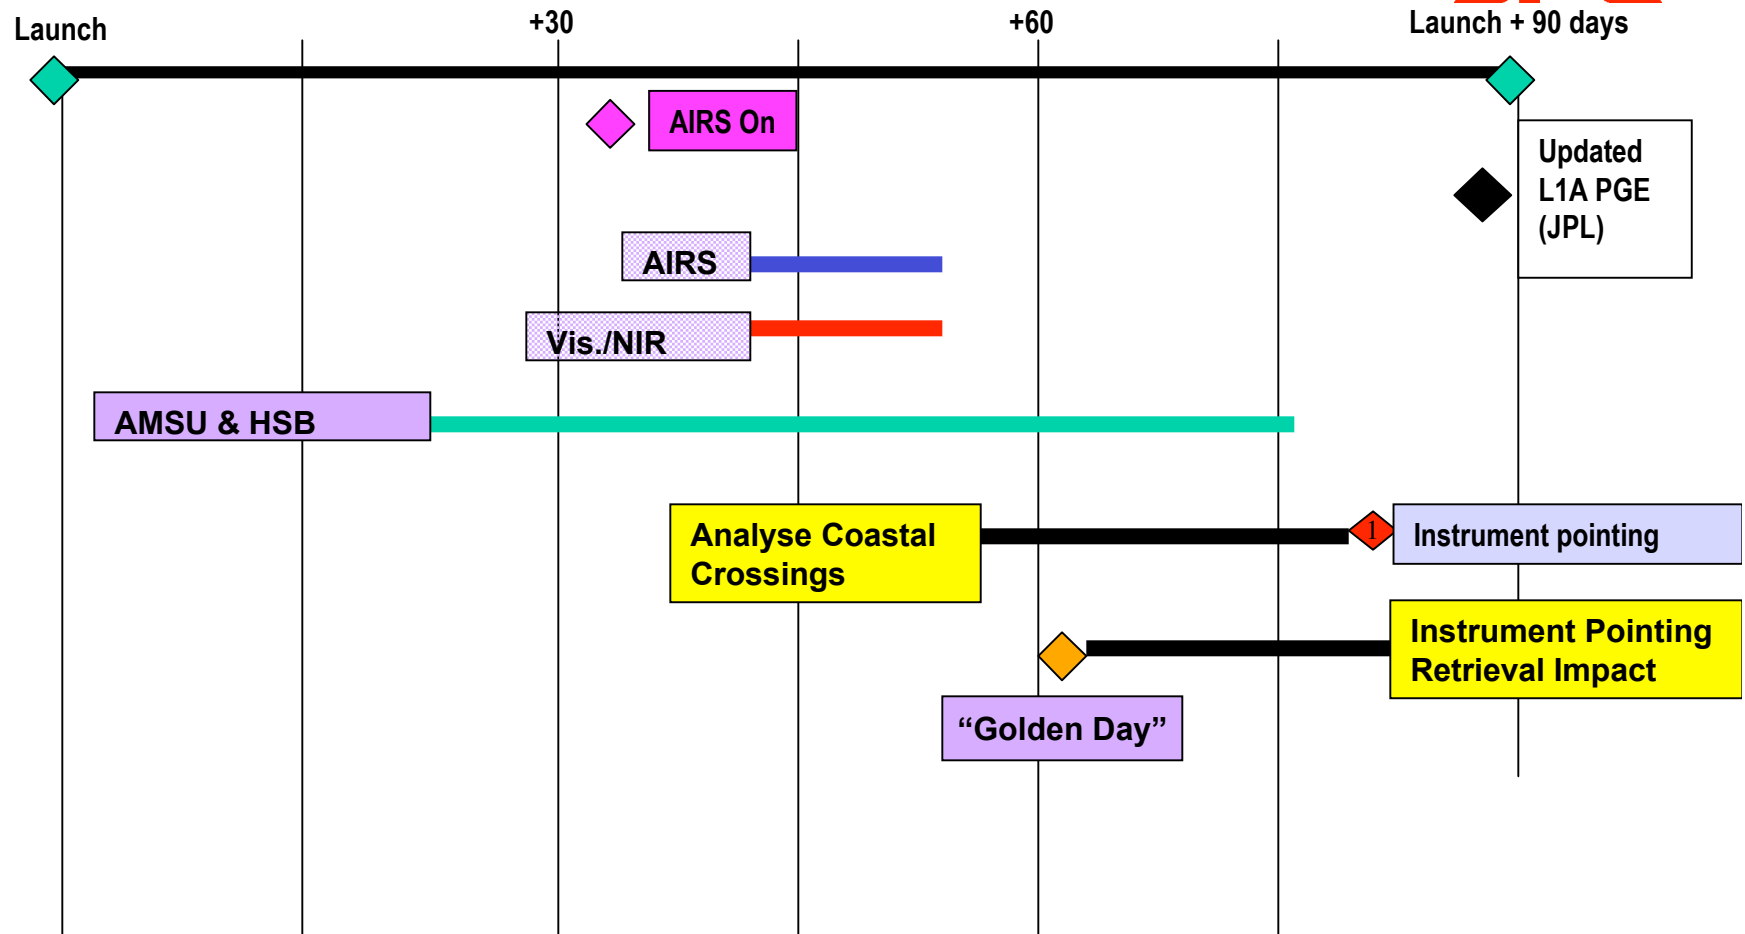 Launch
+30
+60
Launch + 90 days
AIRS On
Updated
L1A PGE
(JPL)
AIRS
Vis./NIR
AMSU & HSB
Analyse Coastal
Crossings
1
Instrument pointing
Instrument Pointing
Retrieval Impact
“Golden Day”